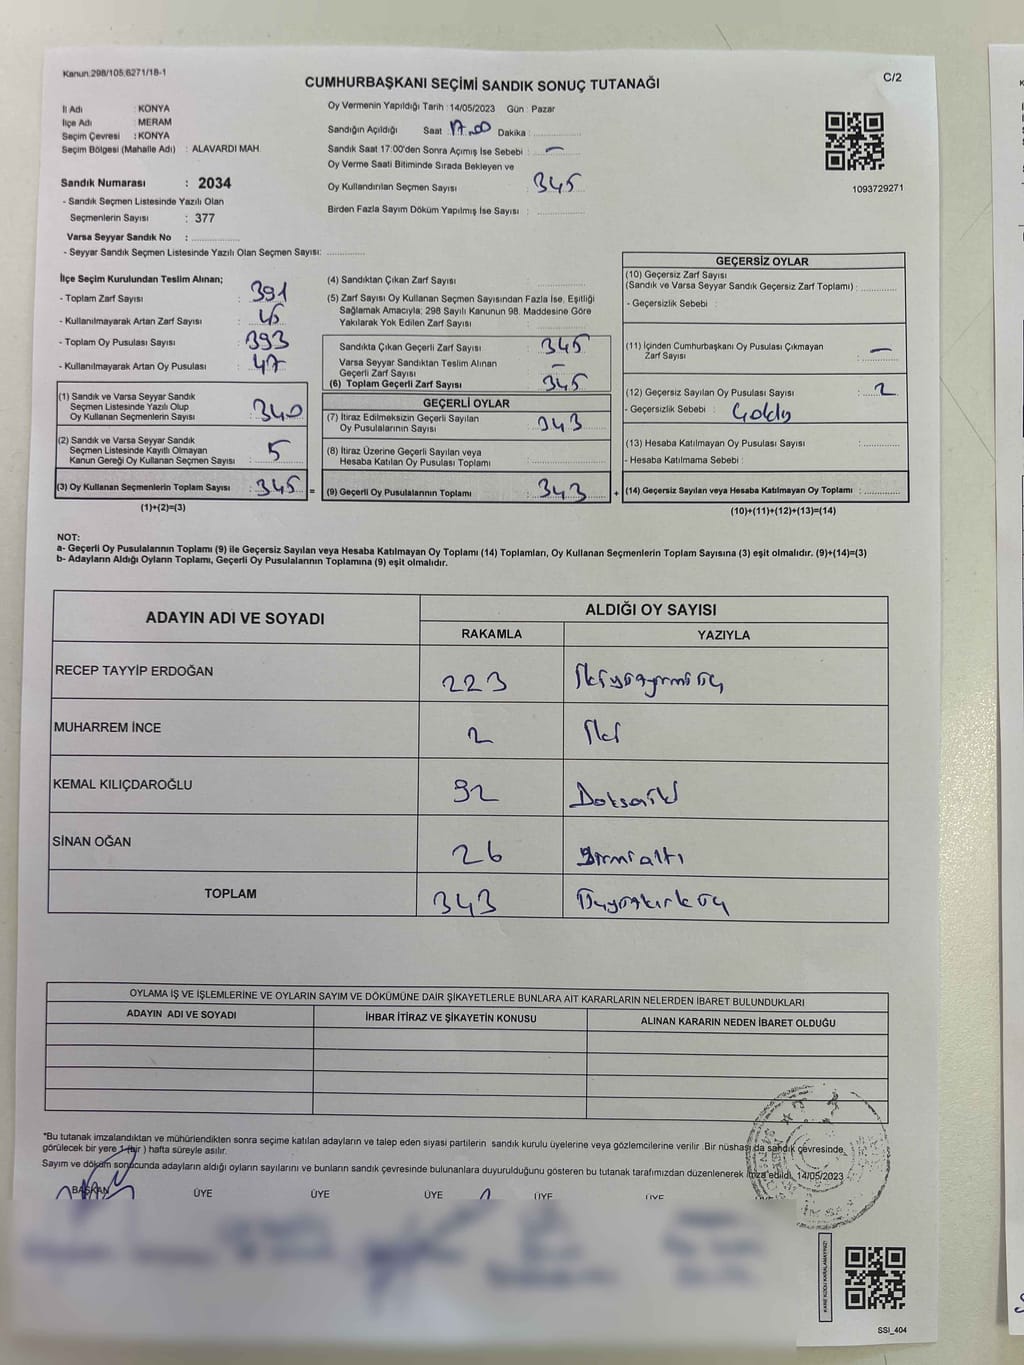 Kanun.298/105,6271/18-1
C/2
CUMHURBAŞKANI SEÇİMİ SANDIK SONUÇ TUTANAĞI
İl Adı : KONYA
İlçe Adı : MERAM
Seçim Çevresi : KONYA
Seçim Bölgesi (Mahalle Adı) : ALAVARDI MAH.
Sandık Numarası : 2034
- Sandık Seçmen Listesinde Yazılı Olan
Seçmenlerin Sayısı : 377
Varsa Seyyar Sandık No :
- Seyyar Sandık Seçmen Listesinde Yazılı Olan Seçmen Sayısı:
Oy Vermenin Yapıldığı Tarih : 14/05/2023 Gün : Pazar
Sandığın Açıldığı Saat : 17.00 Dakika :
Sandık Saat 17:00'den Sonra Açımış İse Sebebi : -
Oy Verme Saati Bitiminde Sırada Bekleyen ve
Oy Kullandırılan Seçmen Sayısı : 345
Birden Fazla Sayım Döküm Yapılmış İse Sayısı :
1093729271
İlçe Seçim Kurulundan Teslim Alınan;
- Toplam Zarf Sayısı : 391
- Kullanılmayarak Artan Zarf Sayısı :
- Toplam Oy Pusulası Sayısı : 393
- Kullanılmayarak Artan Oy Pusulası : 47
(1) Sandık ve Varsa Seyyar Sandık
Seçmen Listesinde Yazılı Olup
Oy Kullanan Seçmenlerin Sayısı : 340
(2) Sandık ve Varsa Seyyar Sandık
Seçmen Listesinde Kayıtlı Olmayan
Kanun Gereği Oy Kullanan Seçmen Sayısı : 5
(3) Oy Kullanan Seçmenlerin Toplam Sayısı : 345 =
(1)+(2)=(3)
(4) Sandıktan Çıkan Zarf Sayısı :
(5) Zarf Sayısı Oy Kullanan Seçmen Sayısından Fazla İse, Eşitliği
Sağlamak Amacıyla; 298 Sayılı Kanunun 98. Maddesine Göre
Yakılarak Yok Edilen Zarf Sayısı :
Sandıkta Çıkan Geçerli Zarf Sayısı : 345
Varsa Seyyar Sandıktan Teslim Alınan
Geçerli Zarf Sayısı : -
(6) Toplam Geçerli Zarf Sayısı : 345
GEÇERLİ OYLAR
(7) İtiraz Edilmeksizin Geçerli Sayılan
Oy Pusulalarının Sayısı : 343
(8) İtiraz Üzerine Geçerli Sayılan veya
Hesaba Katılan Oy Pusulası Toplamı :
(9) Geçerli Oy Pusulalarının Toplamı : 343 +
GEÇERSİZ OYLAR
(10) Geçersiz Zarf Sayısı
(Sandık ve Varsa Seyyar Sandık Geçersiz Zarf Toplamı) :
- Geçersizlik Sebebi :
(11) İçinden Cumhurbaşkanı Oy Pusulası Çıkmayan
Zarf Sayısı : -
(12) Geçersiz Sayılan Oy Pusulası Sayısı : 2
- Geçersizlik Sebebi :
(13) Hesaba Katılmayan Oy Pusulası Sayısı :
- Hesaba Katılmama Sebebi :
(14) Geçersiz Sayılan veya Hesaba Katılmayan Oy Toplamı :
(10)+(11)+(12)+(13)=(14)
NOT:
a- Geçerli Oy Pusulalarının Toplamı (9) ile Geçersiz Sayılan veya Hesaba Katılmayan Oy Toplamı (14) Toplamları, Oy Kullanan Seçmenlerin Toplam Sayısına (3) eşit olmalıdır. (9)+(14)=(3)
b- Adayların Aldığı Oyların Toplamı, Geçerli Oy Pusulalarının Toplamına (9) eşit olmalıdır.
ADAYIN ADI VE SOYADI ALDIĞI OY SAYISI
RAKAMLA YAZIYLA
RECEP TAYYİP ERDOĞAN 223 İkiyüzyirmiüç
MUHARREM İNCE 2 İki
KEMAL KILIÇDAROĞLU 92 Doksaniki
SİNAN OĞAN 26 Yirmialtı
TOPLAM 343 Üçyüzkırküç
OYLAMA İŞ VE İŞLEMLERİNE VE OYLARIN SAYIM VE DÖKÜMÜNE DAİR ŞİKAYETLERLE BUNLARA AİT KARARLARIN NELERDEN İBARET BULUNDUKLARI
ADAYIN ADI VE SOYADI İHBAR İTİRAZ VE ŞİKAYETİN KONUSU ALINAN KARARIN NEDEN İBARET OLDUĞU
*Bu tutanak imzalandıktan ve mühürlendikten sonra seçime katılan adayların ve talep eden siyasi partilerin sandık kurulu üyelerine veya gözlemcilerine verilir .Bir nüshası da sandık çevresinde,
görülecek bir yere 1 (bir ) hafta süreyle asılır.
Sayım ve döküm sonucunda adayların aldığı oyların sayılarını ve bunların sandık çevresinde bulunanlara duyurulduğunu gösteren bu tutanak tarafımızdan düzenlenerek imza edildi. 14/05/2023
BAŞKAN ÜYE ÜYE ÜYE ÜYE ÜYE
KARE KODU KARALAMAYINIZ!
SSI_404